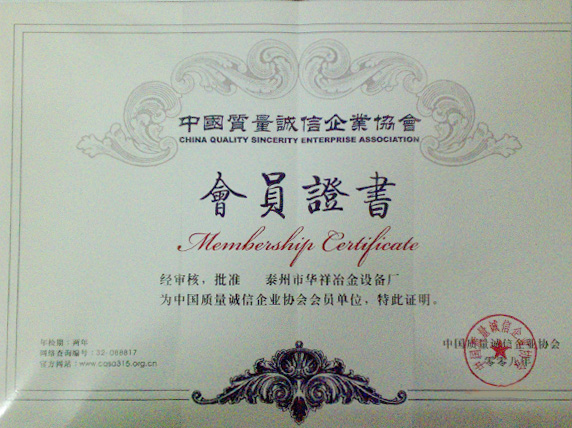 中國質量誠信企業協會
CHINA QUALITY SINCERITY ENTERPRISE ASSOCIATION
會員證書
Membership Certificate
经审核，批准 泰州市华祥冶金设备厂
为中国质量诚信企业协会会员单位，特此证明。
年检期：两年
网络查询编号：32-068817
官方网站：www.casa315.org.cn
中国质量诚信企业协会